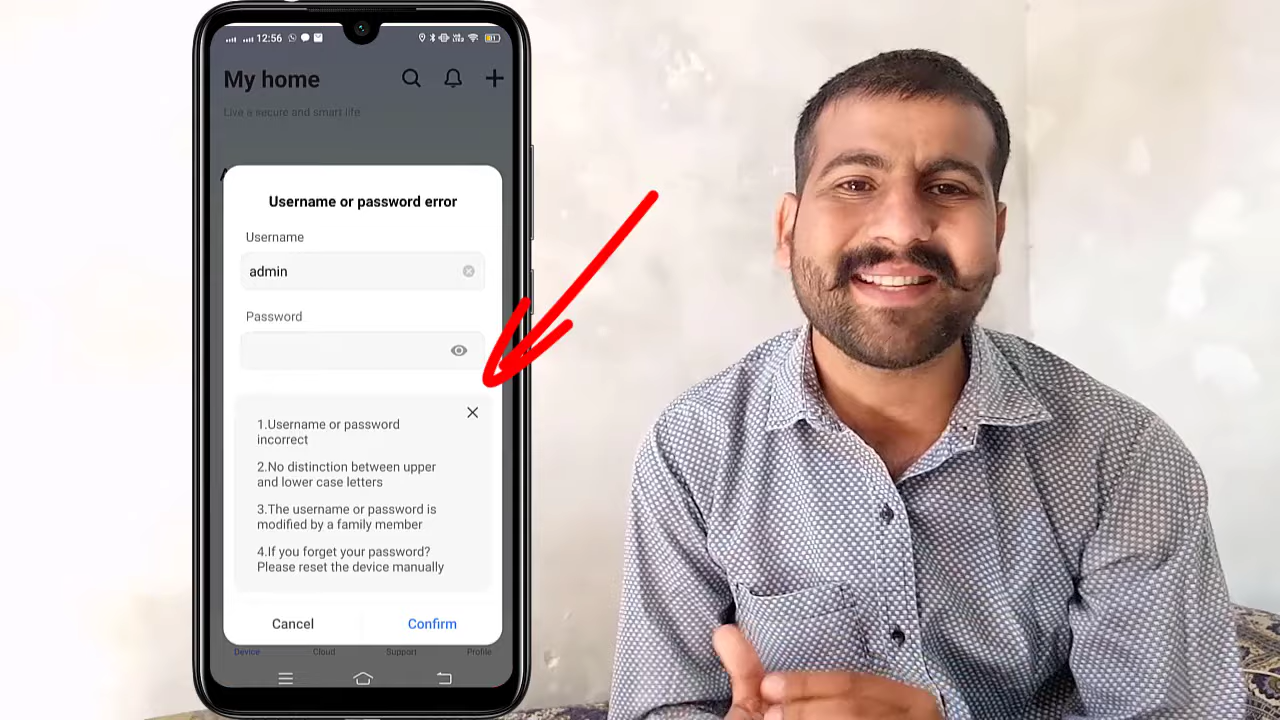 12:56
My home
Live a secure and smart life
Username or password error
Username
admin
Password
1.Username or password
incorrect
2.No distinction between upper
and lower case letters
3.The username or password is
modified by a family member
4.If you forget your password?
Please reset the device manually
Cancel
Confirm
Device
Cloud
Support
Profile